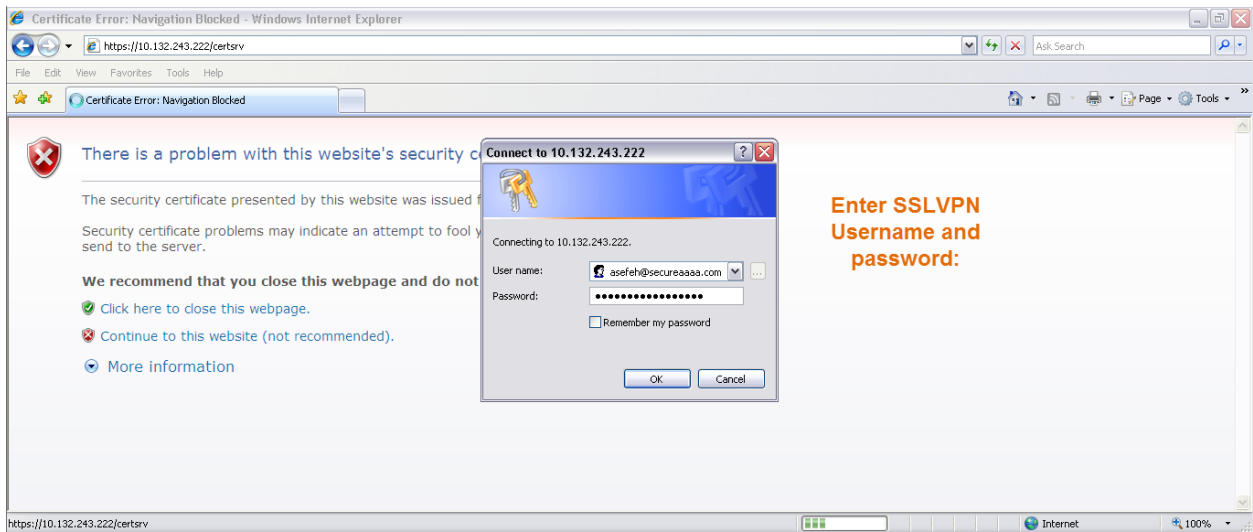 Certificate Error: Navigation Blocked - Windows Internet Explorer
https://10.132.243.222/certsrv
Ask Search
File Edit View Favorites Tools Help
Certificate Error: Navigation Blocked
Page Tools »
There is a problem with this website's security
The security certificate presented by this website was issued
Security certificate problems may indicate an attempt to fool
send to the server.
We recommend that you close this webpage and do not
Click here to close this webpage.
Continue to this website (not recommended).
More information
Connect to 10.132.243.222
Connecting to 10.132.243.222.
User name: asefeh@secureaaaa.com ...
Password: •••••••••••••••••
Remember my password
OK Cancel
Enter SSLVPN
Username and
password:
https://10.132.243.222/certsrv
Internet
100%